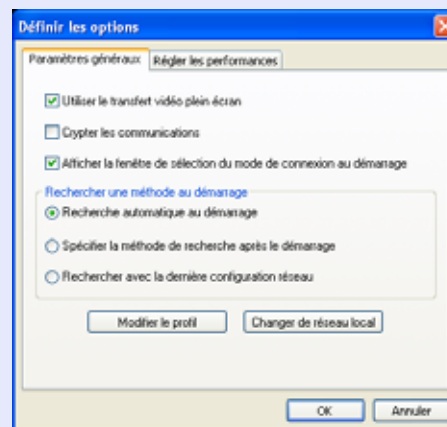 Définir les options
Paramètres généraux Régler les performances
Utiliser le transfert vidéo plein écran
Crypter les communications
Afficher la fenêtre de sélection du mode de connexion au démarrage
Rechercher une méthode au démarrage
Recherche automatique au démarrage
Spécifier la méthode de recherche après le démarrage
Rechercher avec la dernière configuration réseau
Modifier le profil Changer de réseau local
OK Annuler